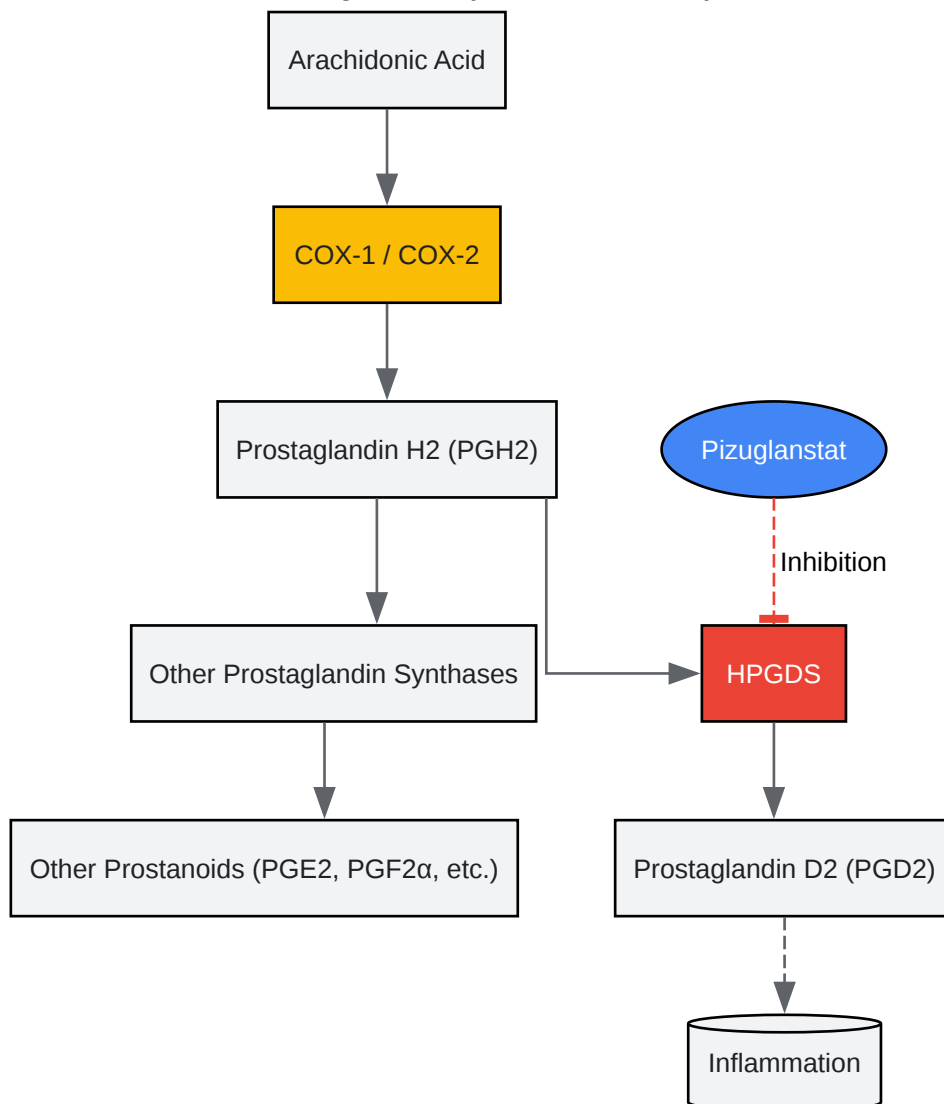 Arachidonic Acid
COX-1 / COX-2
Prostaglandin H2 (PGH2)
Pizuglanstat
Inhibition
Other Prostaglandin Synthases
HPGDS
Other Prostanoids (PGE2, PGF2α, etc.)
Prostaglandin D2 (PGD2)
Inflammation